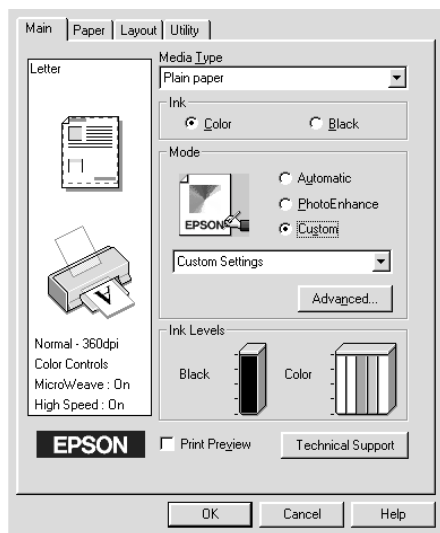 Main Paper Layout Utility
Letter
Media Type
Plain paper
Ink
Color Black
Mode
Automatic
PhotoEnhance
Custom
EPSON
Custom Settings
Advanced...
A
Normal - 360dpi
Color Controls
MicroWeave : On
High Speed : On
Ink Levels
Black Color
EPSON
Print Preview
Technical Support
OK Cancel Help